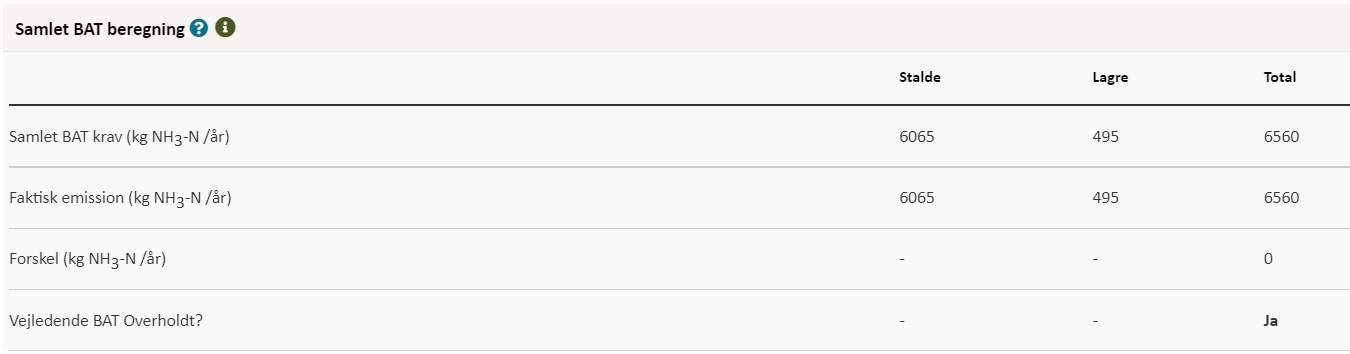 Samlet BAT beregning ? i
Stalde Lagre Total
Samlet BAT krav (kg NH3-N /år) 6065 495 6560
Faktisk emission (kg NH3-N /år) 6065 495 6560
Forskel (kg NH3-N /år) - - 0
Vejledende BAT Overholdt? - - Ja